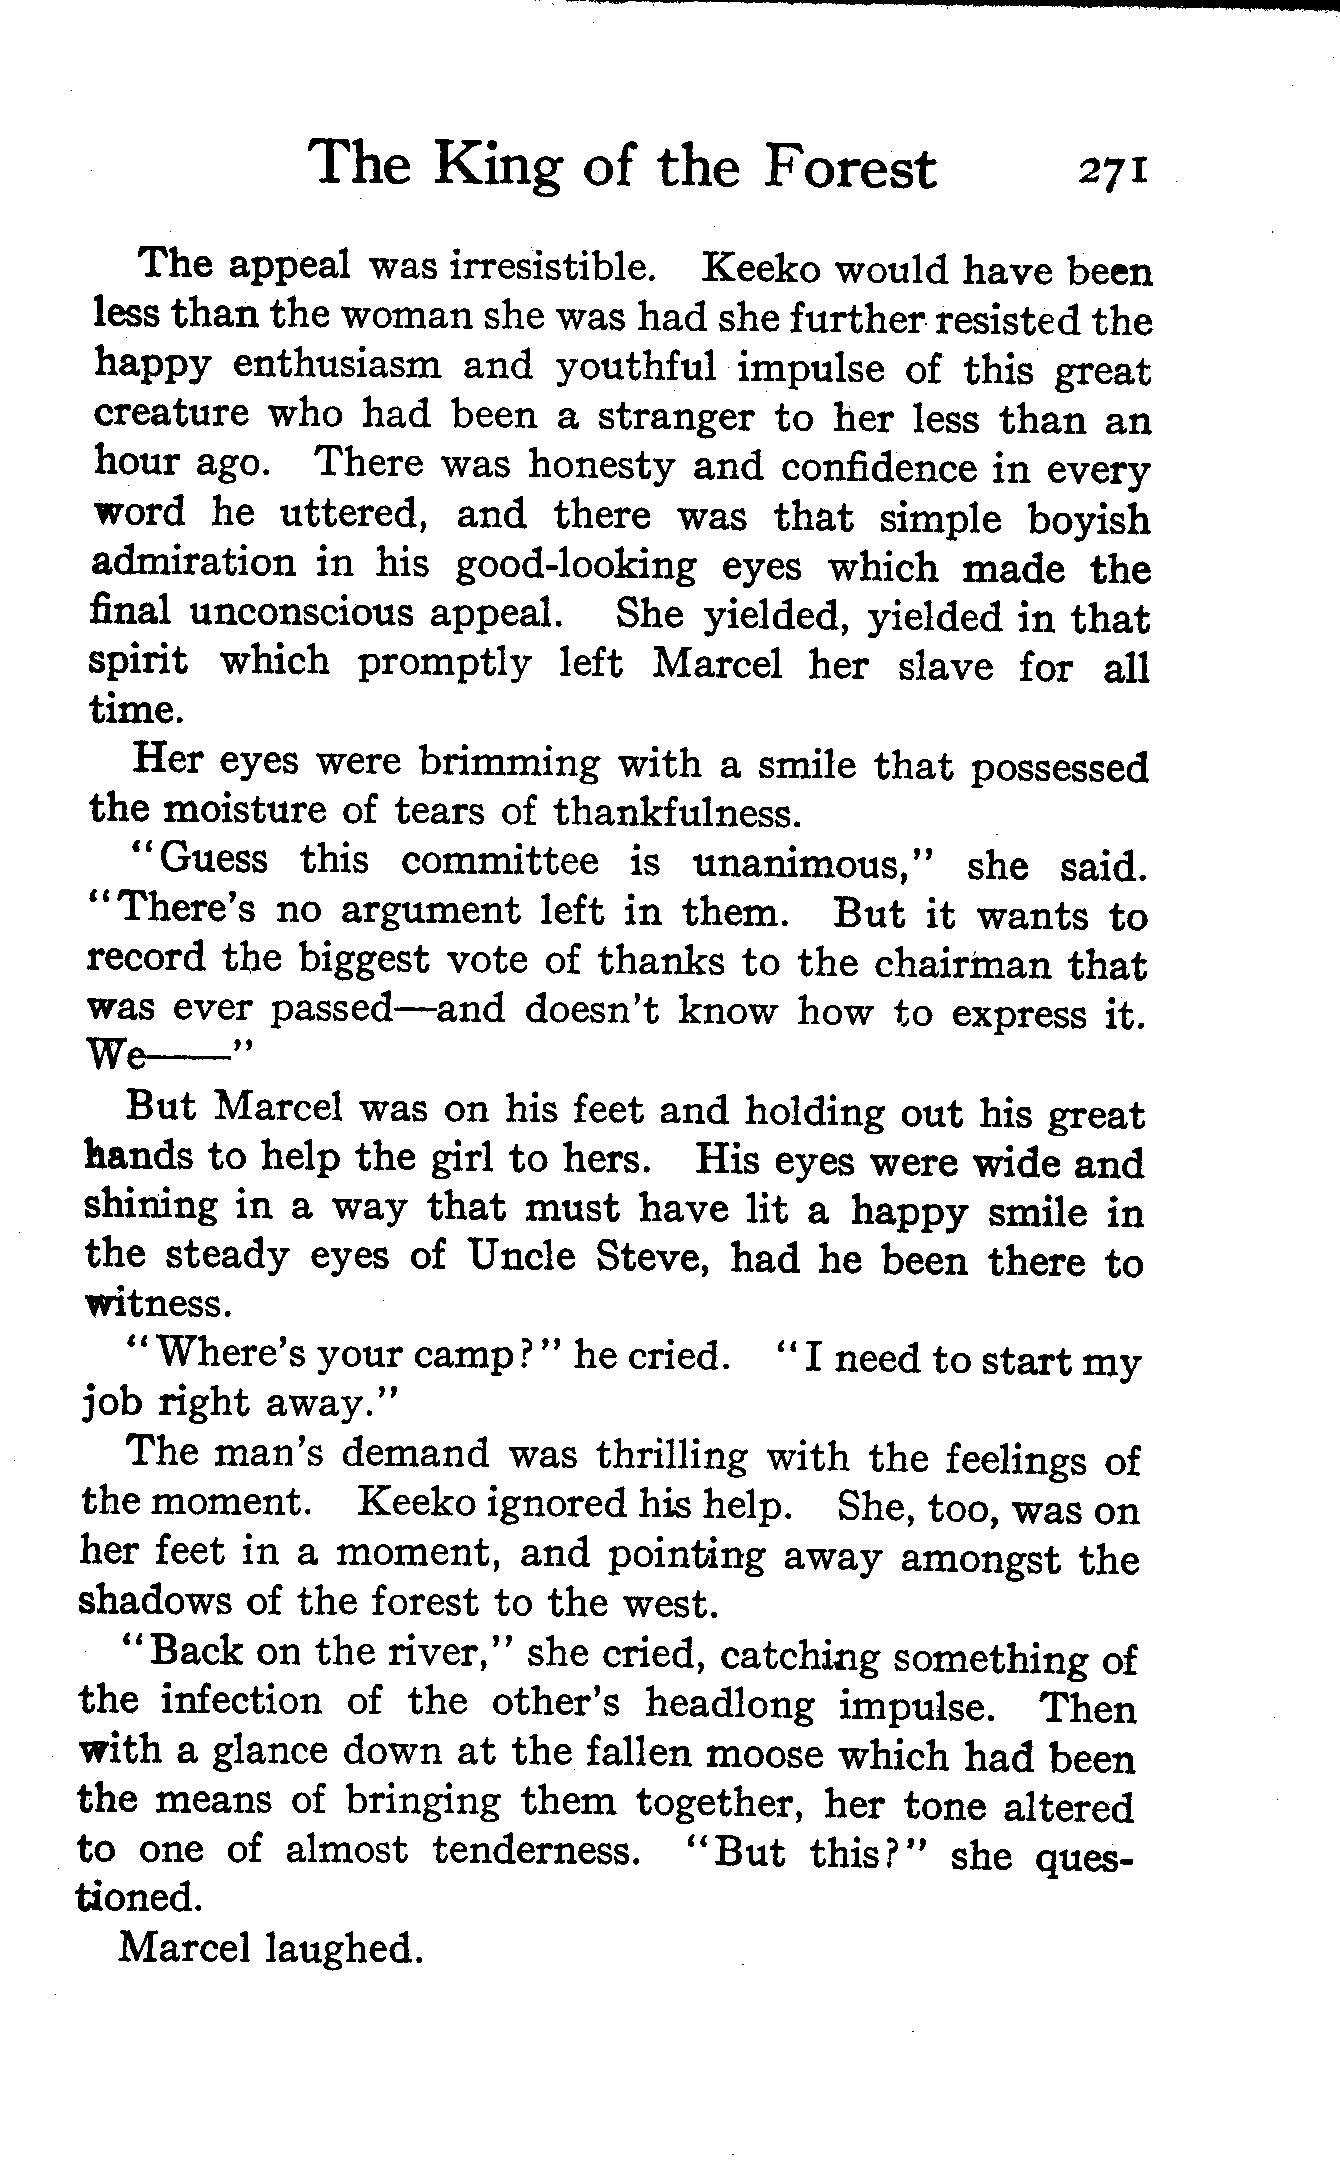 The King of the Forest 271
The appeal was irresistible. Keeko would have been
less than the woman she was had she further resisted the
happy enthusiasm and youthful impulse of this great
creature who had been a stranger to her less than an
hour ago. There was honesty and confidence in every
word he uttered, and there was that simple boyish
admiration in his good-looking eyes which made the
final unconscious appeal. She yielded, yielded in that
spirit which promptly left Marcel her slave for all
time.
Her eyes were brimming with a smile that possessed
the moisture of tears of thankfulness.
"Guess this committee is unanimous," she said.
"There's no argument left in them. But it wants to
record the biggest vote of thanks to the chairman that
was ever passed—and doesn't know how to express it.
We——"
But Marcel was on his feet and holding out his great
hands to help the girl to hers. His eyes were wide and
shining in a way that must have lit a happy smile in
the steady eyes of Uncle Steve, had he been there to
witness.
"Where's your camp?" he cried. "I need to start my
job right away."
The man's demand was thrilling with the feelings of
the moment. Keeko ignored his help. She, too, was on
her feet in a moment, and pointing away amongst the
shadows of the forest to the west.
"Back on the river," she cried, catching something of
the infection of the other's headlong impulse. Then
with a glance down at the fallen moose which had been
the means of bringing them together, her tone altered
to one of almost tenderness. "But this?" she ques-
tioned.
Marcel laughed.